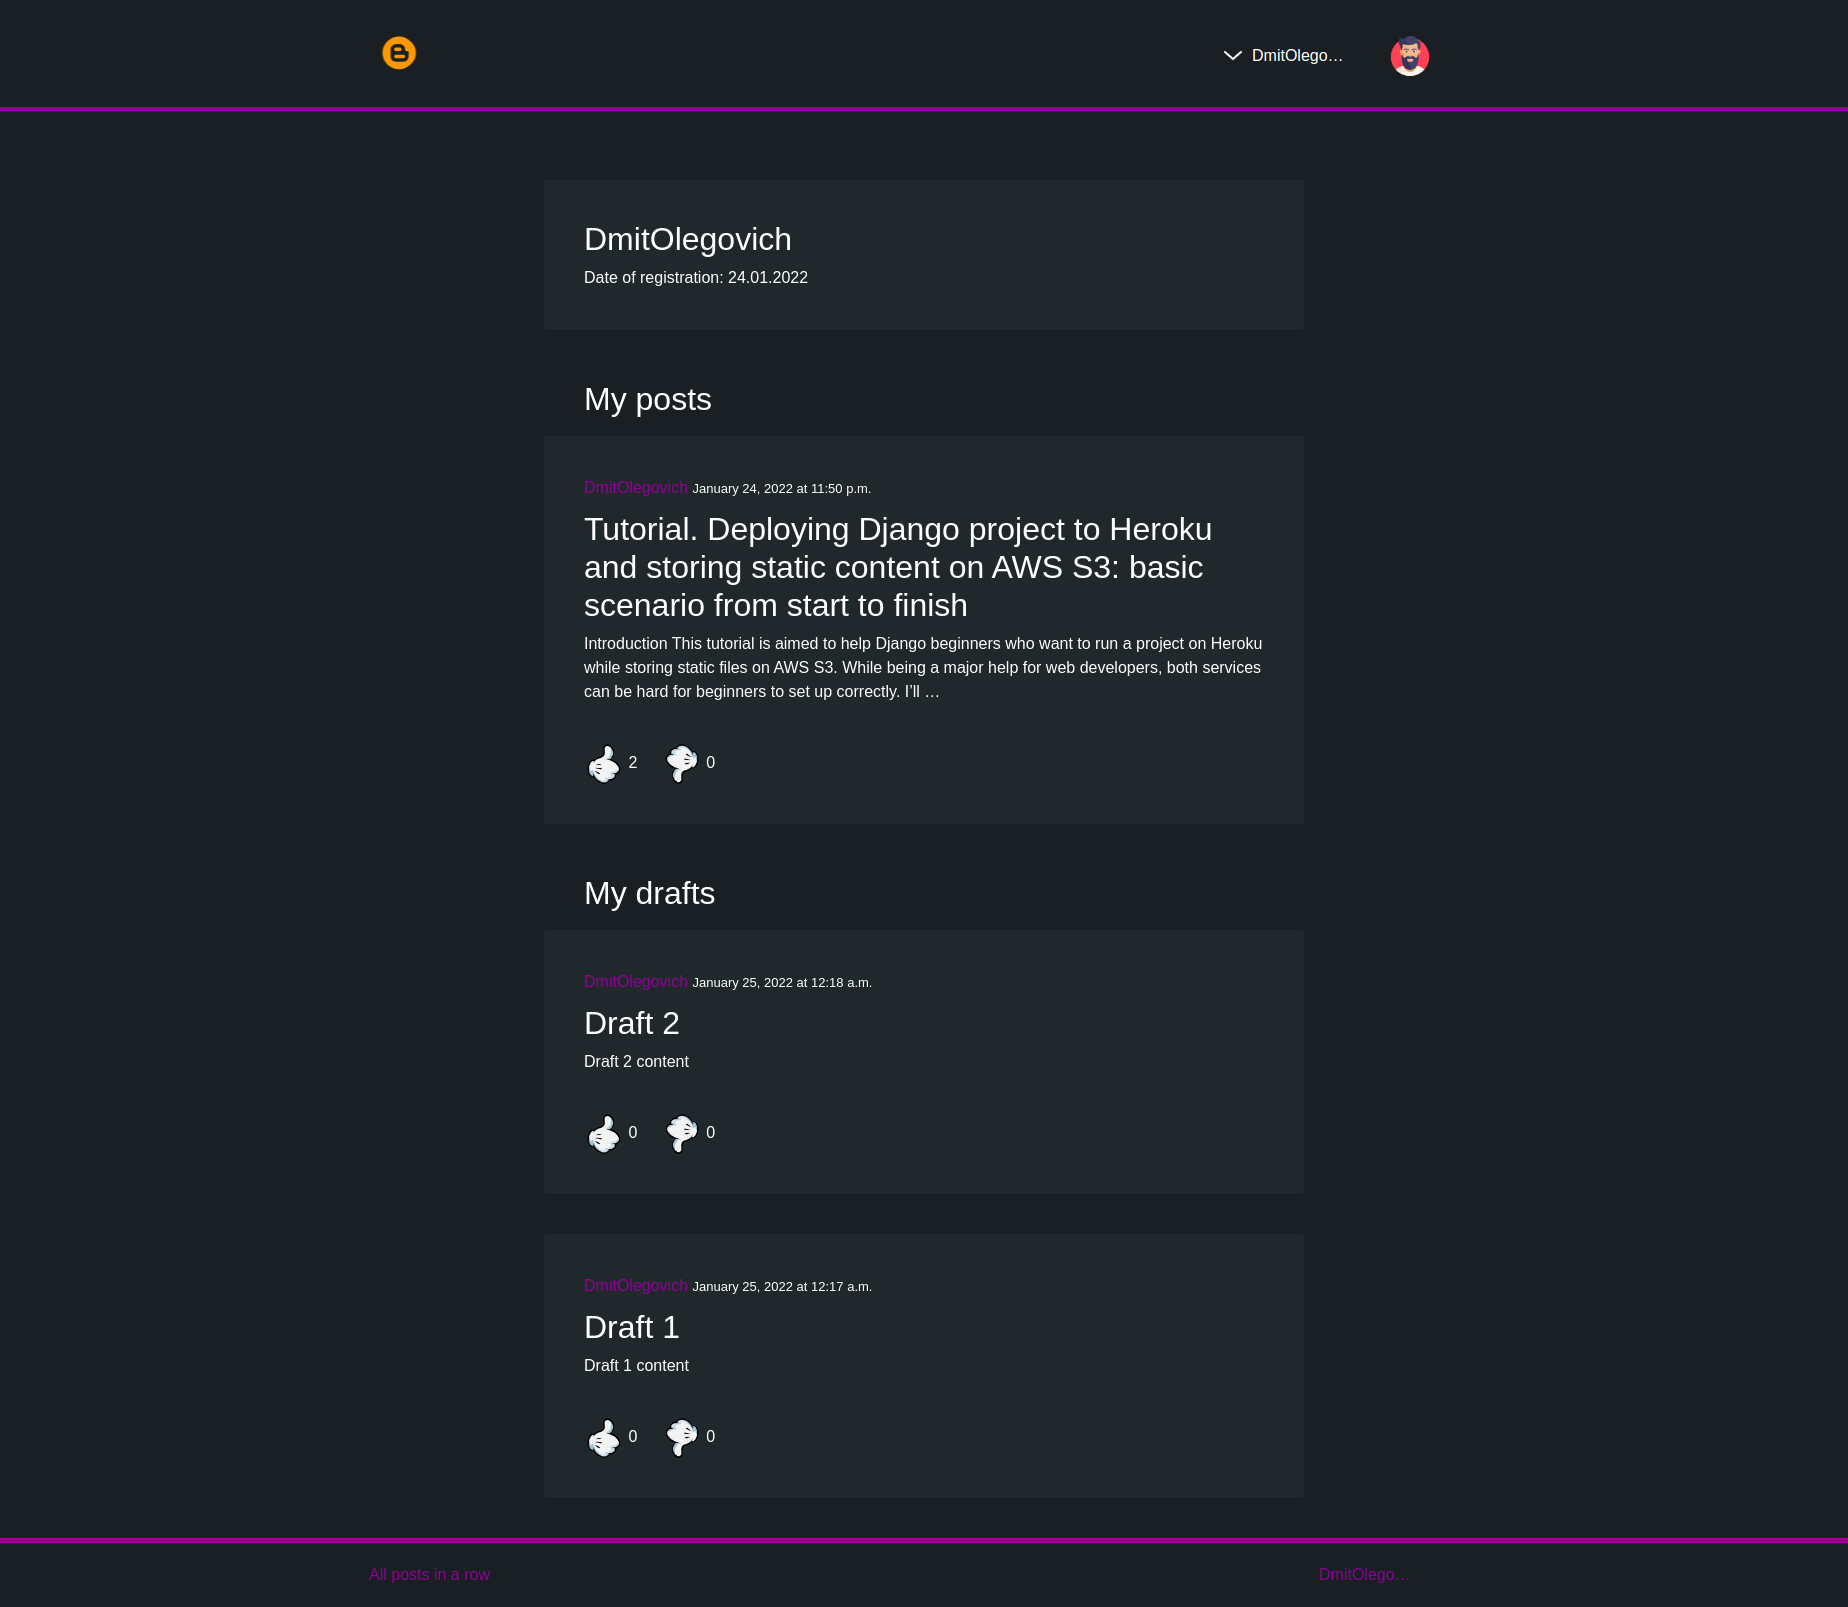 DmitOlego…
DmitOlegovich
Date of registration: 24.01.2022
My posts
DmitOlegovich January 24, 2022 at 11:50 p.m.
Tutorial. Deploying Django project to Heroku
and storing static content on AWS S3: basic
scenario from start to finish
Introduction This tutorial is aimed to help Django beginners who want to run a project on Heroku
while storing static files on AWS S3. While being a major help for web developers, both services
can be hard for beginners to set up correctly. I’ll …
2 0
My drafts
DmitOlegovich January 25, 2022 at 12:18 a.m.
Draft 2
Draft 2 content
0 0
DmitOlegovich January 25, 2022 at 12:17 a.m.
Draft 1
Draft 1 content
0 0
All posts in a row DmitOlego…